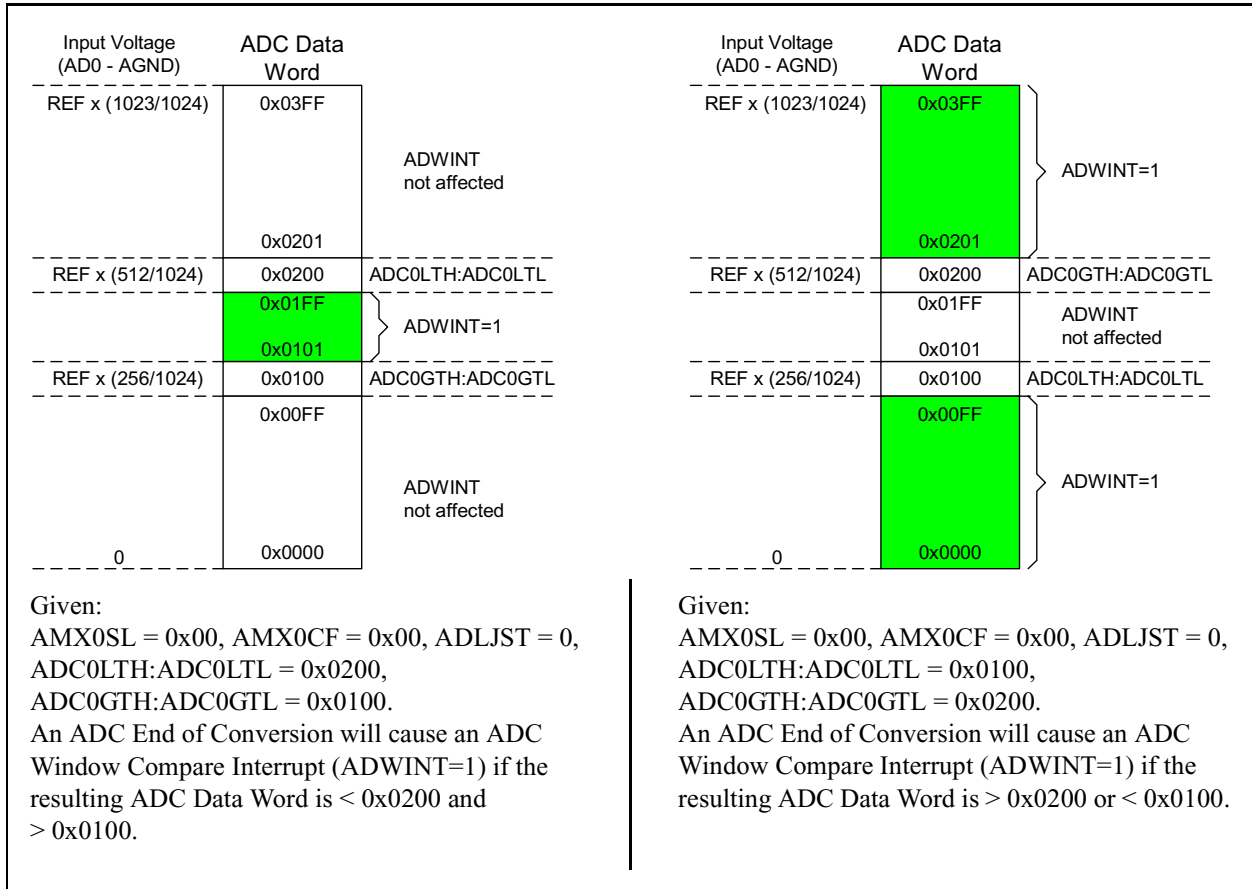 Input Voltage
(AD0 - AGND)
ADC Data
Word
REF x (1023/1024)
0x03FF
ADWINT
not affected
0x0201
REF x (512/1024)
0x0200
ADC0LTH:ADC0LTL
0x01FF
ADWINT=1
0x0101
REF x (256/1024)
0x0100
ADC0GTH:ADC0GTL
0x00FF
ADWINT
not affected
0
0x0000
Given:
AMX0SL = 0x00, AMX0CF = 0x00, ADLJST = 0,
ADC0LTH:ADC0LTL = 0x0200,
ADC0GTH:ADC0GTL = 0x0100.
An ADC End of Conversion will cause an ADC
Window Compare Interrupt (ADWINT=1) if the
resulting ADC Data Word is < 0x0200 and
> 0x0100.
Input Voltage
(AD0 - AGND)
ADC Data
Word
REF x (1023/1024)
0x03FF
ADWINT=1
0x0201
REF x (512/1024)
0x0200
ADC0GTH:ADC0GTL
0x01FF
ADWINT
not affected
0x0101
REF x (256/1024)
0x0100
ADC0LTH:ADC0LTL
0x00FF
ADWINT=1
0
0x0000
Given:
AMX0SL = 0x00, AMX0CF = 0x00, ADLJST = 0,
ADC0LTH:ADC0LTL = 0x0100,
ADC0GTH:ADC0GTL = 0x0200.
An ADC End of Conversion will cause an ADC
Window Compare Interrupt (ADWINT=1) if the
resulting ADC Data Word is > 0x0200 or < 0x0100.